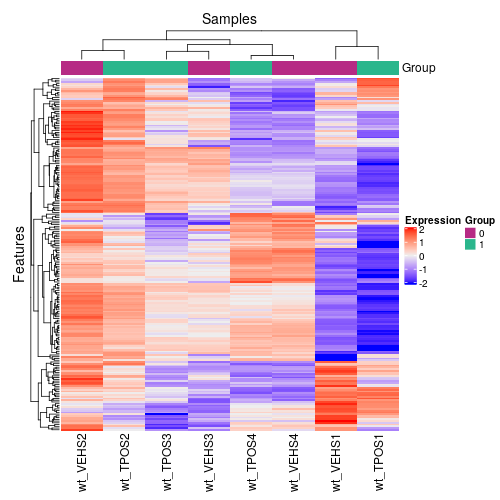 Samples
Group
Features
Expression Group
2
1
0
-1
-2
0
1
wt_VEHS2
wt_TPOS2
wt_TPOS3
wt_VEHS3
wt_TPOS4
wt_VEHS4
wt_VEHS1
wt_TPOS1